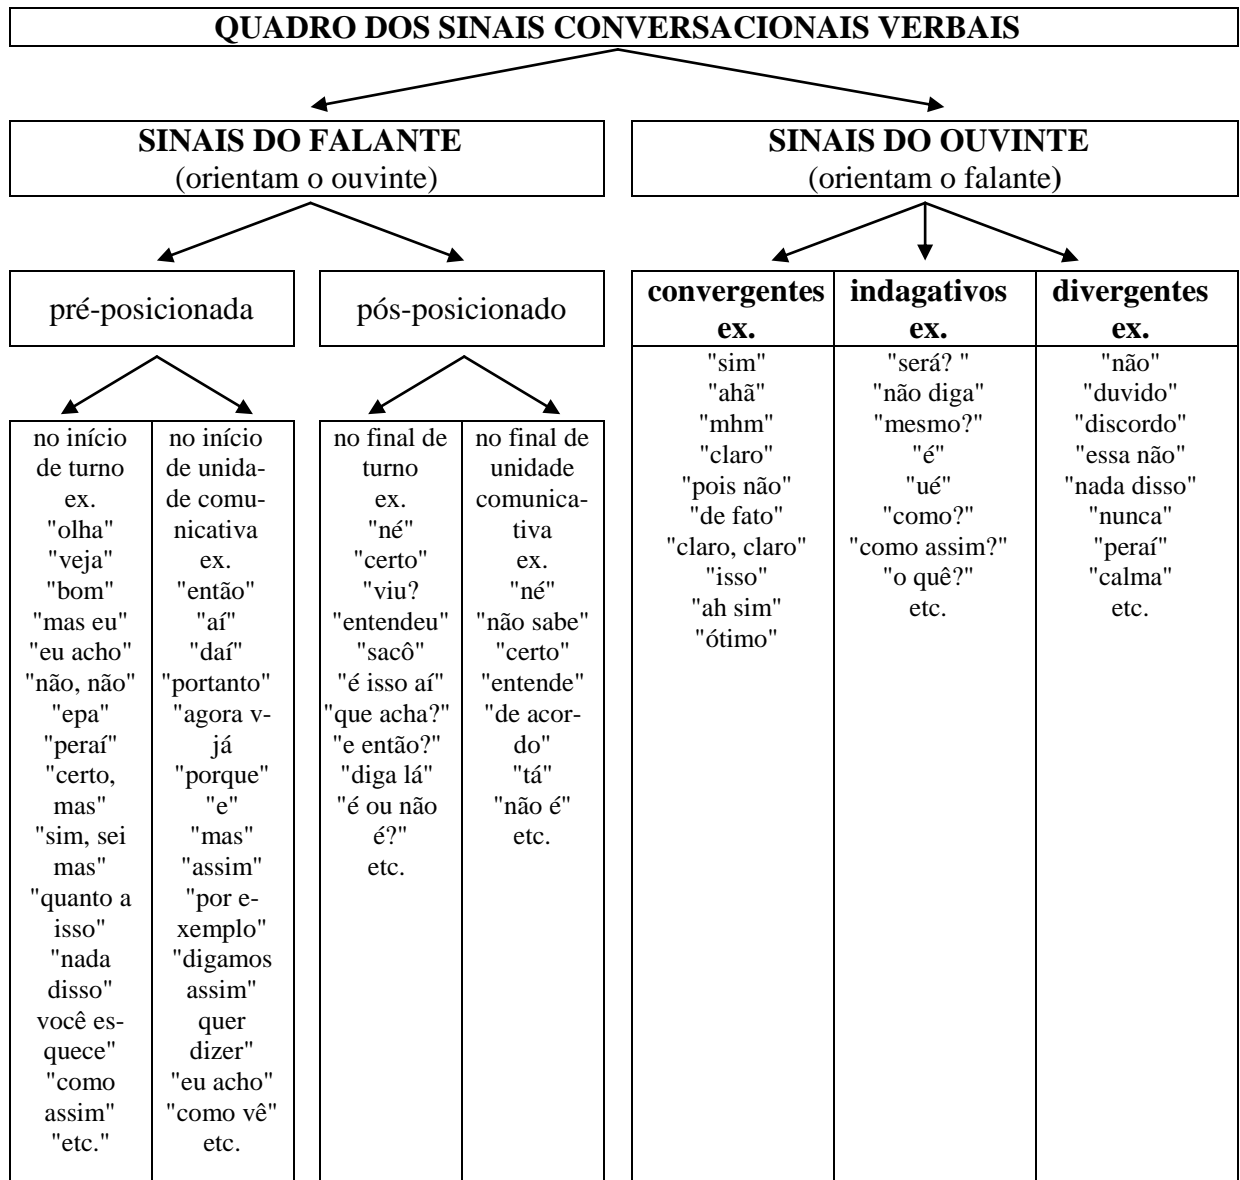 QUADRO DOS SINAIS CONVERSACIONAIS VERBAIS
SINAIS DO FALANTE
(orientam o ouvinte)
SINAIS DO OUVINTE
(orientam o falante)
pré-posicionada
pós-posicionado
no início
de turno
ex.
"olha"
"veja"
"bom"
"mas eu"
"eu acho"
"não, não"
"epa"
"peraí"
"certo,
mas"
"sim, sei
mas"
"quanto a
isso"
"nada
disso"
você es-
quece"
"como
assim"
"etc."
no início
de unida-
de comu-
nicativa
ex.
"então"
"aí"
"daí"
"portanto"
"agora v-
já
"porque"
"e"
"mas"
"assim"
"por e-
xemplo"
"digamos
assim"
quer
dizer"
"eu acho"
"como vê"
etc.
no final de
turno
ex.
"né"
"certo"
"viu?
"entendeu"
"sacô"
"é isso aí"
"que acha?"
"e então?"
"diga lá"
"é ou não
é?"
etc.
no final de
unidade
comunica-
tiva
ex.
"né"
"não sabe"
"certo"
"entende"
"de acor-
do"
"tá"
"não é"
etc.
convergentes
ex.
"sim"
"ahã"
"mhm"
"claro"
"pois não"
"de fato"
"claro, claro"
"isso"
"ah sim"
"ótimo"
indagativos
ex.
"será? "
"não diga"
"mesmo?"
"é"
"ué"
"como?"
"como assim?"
"o quê?"
etc.
divergentes
ex.
"não"
"duvido"
"discordo"
"essa não"
"nada disso"
"nunca"
"peraí"
"calma"
etc.